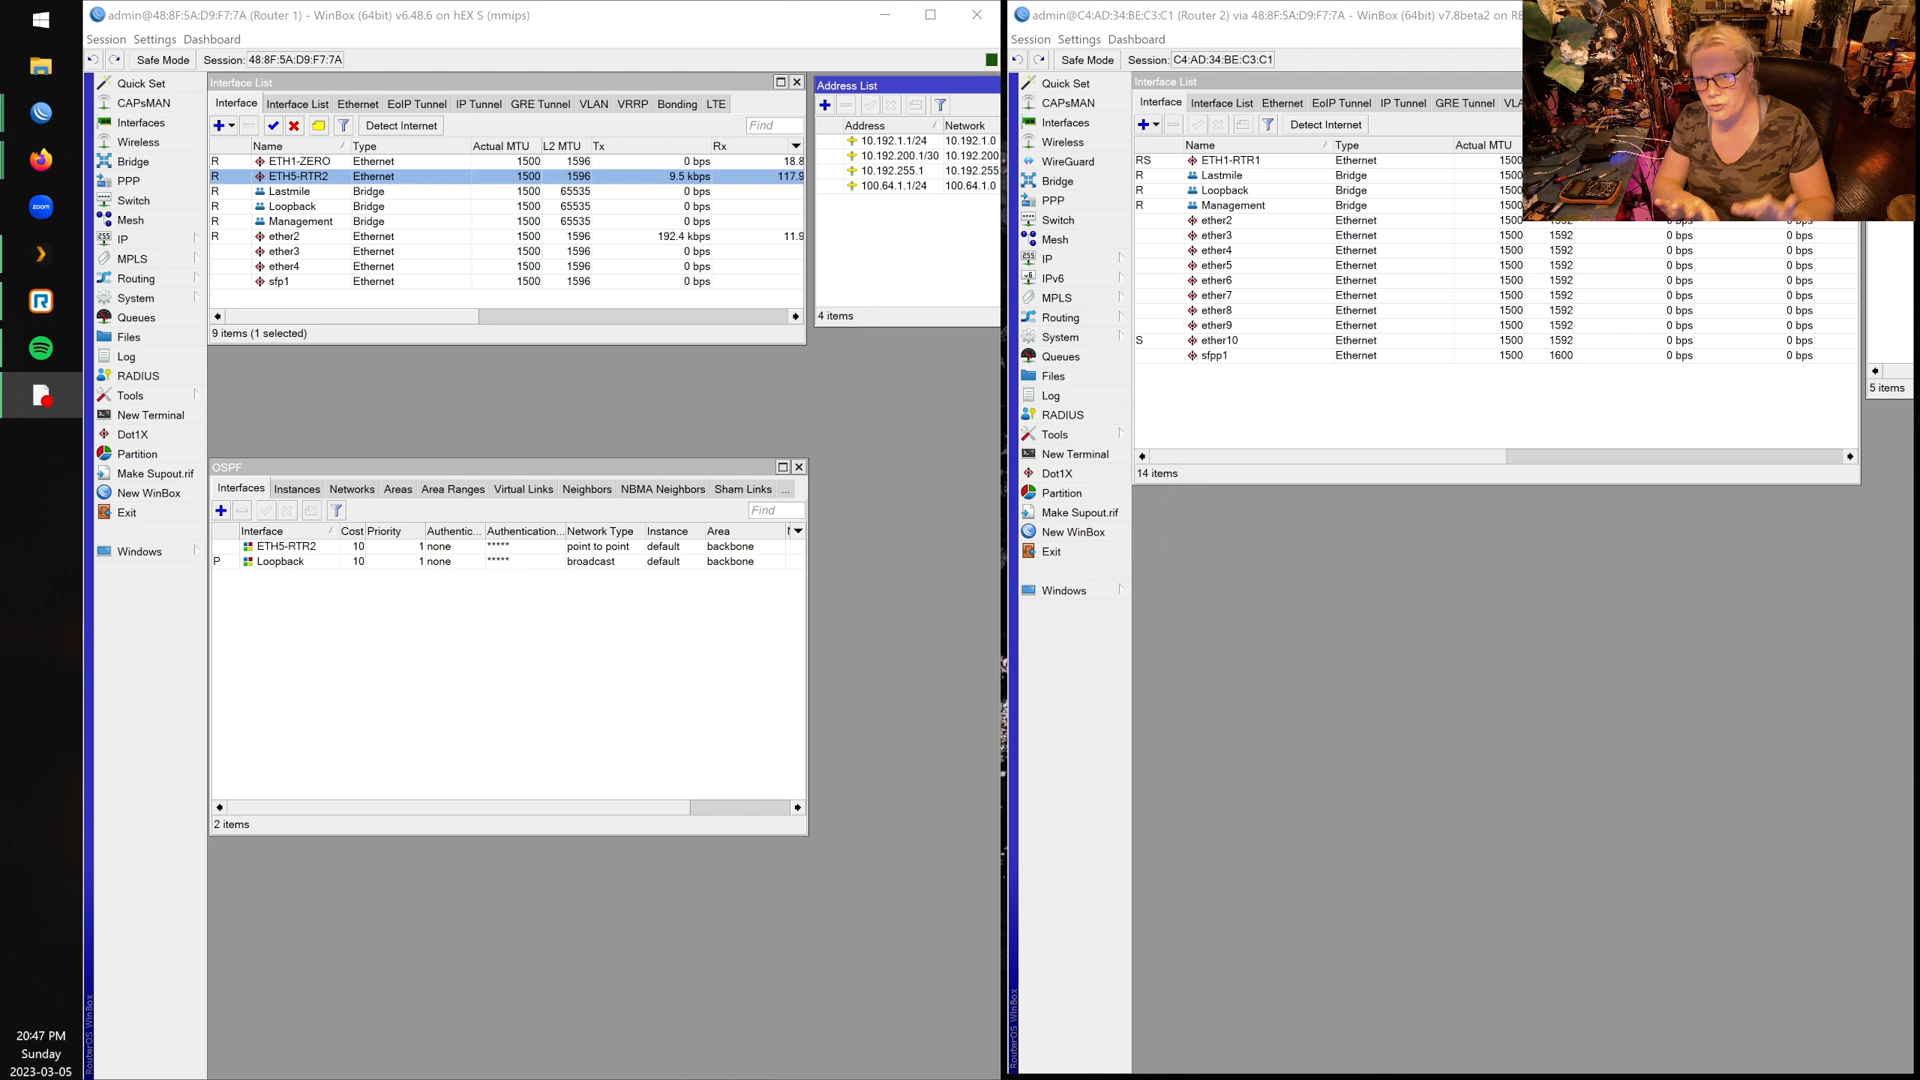 admin@48:8F:5A:D9:F7:7A (Router 1) - WinBox (64bit) v6.48.6 on hEX S (mmips)
Session Settings Dashboard
Safe Mode Session: 48:8F:5A:D9:F7:7A
Quick Set
CAPsMAN
Interfaces
Wireless
Bridge
PPP
Switch
Mesh
IP
MPLS
Routing
System
Queues
Files
Log
RADIUS
Tools
New Terminal
Dot1X
Partition
Make Supout.rif
New WinBox
Exit
Windows
RouterOS WinBox
Interface List
Interface Interface List Ethernet EoIP Tunnel IP Tunnel GRE Tunnel VLAN VRRP Bonding LTE
Detect Internet Find
Name Type Actual MTU L2 MTU Tx Rx
R ETH1-ZERO Ethernet 1500 1596 0 bps 18.8
R ETH5-RTR2 Ethernet 1500 1596 9.5 kbps 117.9
R Lastmile Bridge 1500 65535 0 bps
R Loopback Bridge 1500 65535 0 bps
R Management Bridge 1500 65535 0 bps
R ether2 Ethernet 1500 1596 192.4 kbps 11.9
ether3 Ethernet 1500 1596 0 bps
ether4 Ethernet 1500 1596 0 bps
sfp1 Ethernet 1500 1596 0 bps
9 items (1 selected)
Address List
Address Network
10.192.1.1/24 10.192.1.0
10.192.200.1/30 10.192.200
10.192.255.1 10.192.255
100.64.1.1/24 100.64.1.0
4 items
OSPF
Interfaces Instances Networks Areas Area Ranges Virtual Links Neighbors NBMA Neighbors Sham Links ...
Find
Interface Cost Priority Authentic... Authentication... Network Type Instance Area
ETH5-RTR2 10 1 none ***** point to point default backbone
P Loopback 10 1 none ***** broadcast default backbone
2 items
admin@C4:AD:34:BE:C3:C1 (Router 2) via 48:8F:5A:D9:F7:7A - WinBox (64bit) v7.8beta2 on RE
Session Settings Dashboard
Safe Mode Session: C4:AD:34:BE:C3:C1
Quick Set
CAPsMAN
Interfaces
Wireless
WireGuard
Bridge
PPP
Switch
Mesh
IP
IPv6
MPLS
Routing
System
Queues
Files
Log
RADIUS
Tools
New Terminal
Dot1X
Partition
Make Supout.rif
New WinBox
Exit
Windows
RouterOS WinBox
Interface List
Interface Interface List Ethernet EoIP Tunnel IP Tunnel GRE Tunnel VLA
Detect Internet
Name Type Actual MTU
RS ETH1-RTR1 Ethernet 1500
R Lastmile Bridge 1500
R Loopback Bridge 1500
R Management Bridge 1500
ether2 Ethernet 1500 1592 0 bps 0 bps
ether3 Ethernet 1500 1592 0 bps 0 bps
ether4 Ethernet 1500 1592 0 bps 0 bps
ether5 Ethernet 1500 1592 0 bps 0 bps
ether6 Ethernet 1500 1592 0 bps 0 bps
ether7 Ethernet 1500 1592 0 bps 0 bps
ether8 Ethernet 1500 1592 0 bps 0 bps
ether9 Ethernet 1500 1592 0 bps 0 bps
S ether10 Ethernet 1500 1592 0 bps 0 bps
sfpp1 Ethernet 1500 1600 0 bps 0 bps
14 items
5 items
zoom
20:47 PM
Sunday
2023-03-05